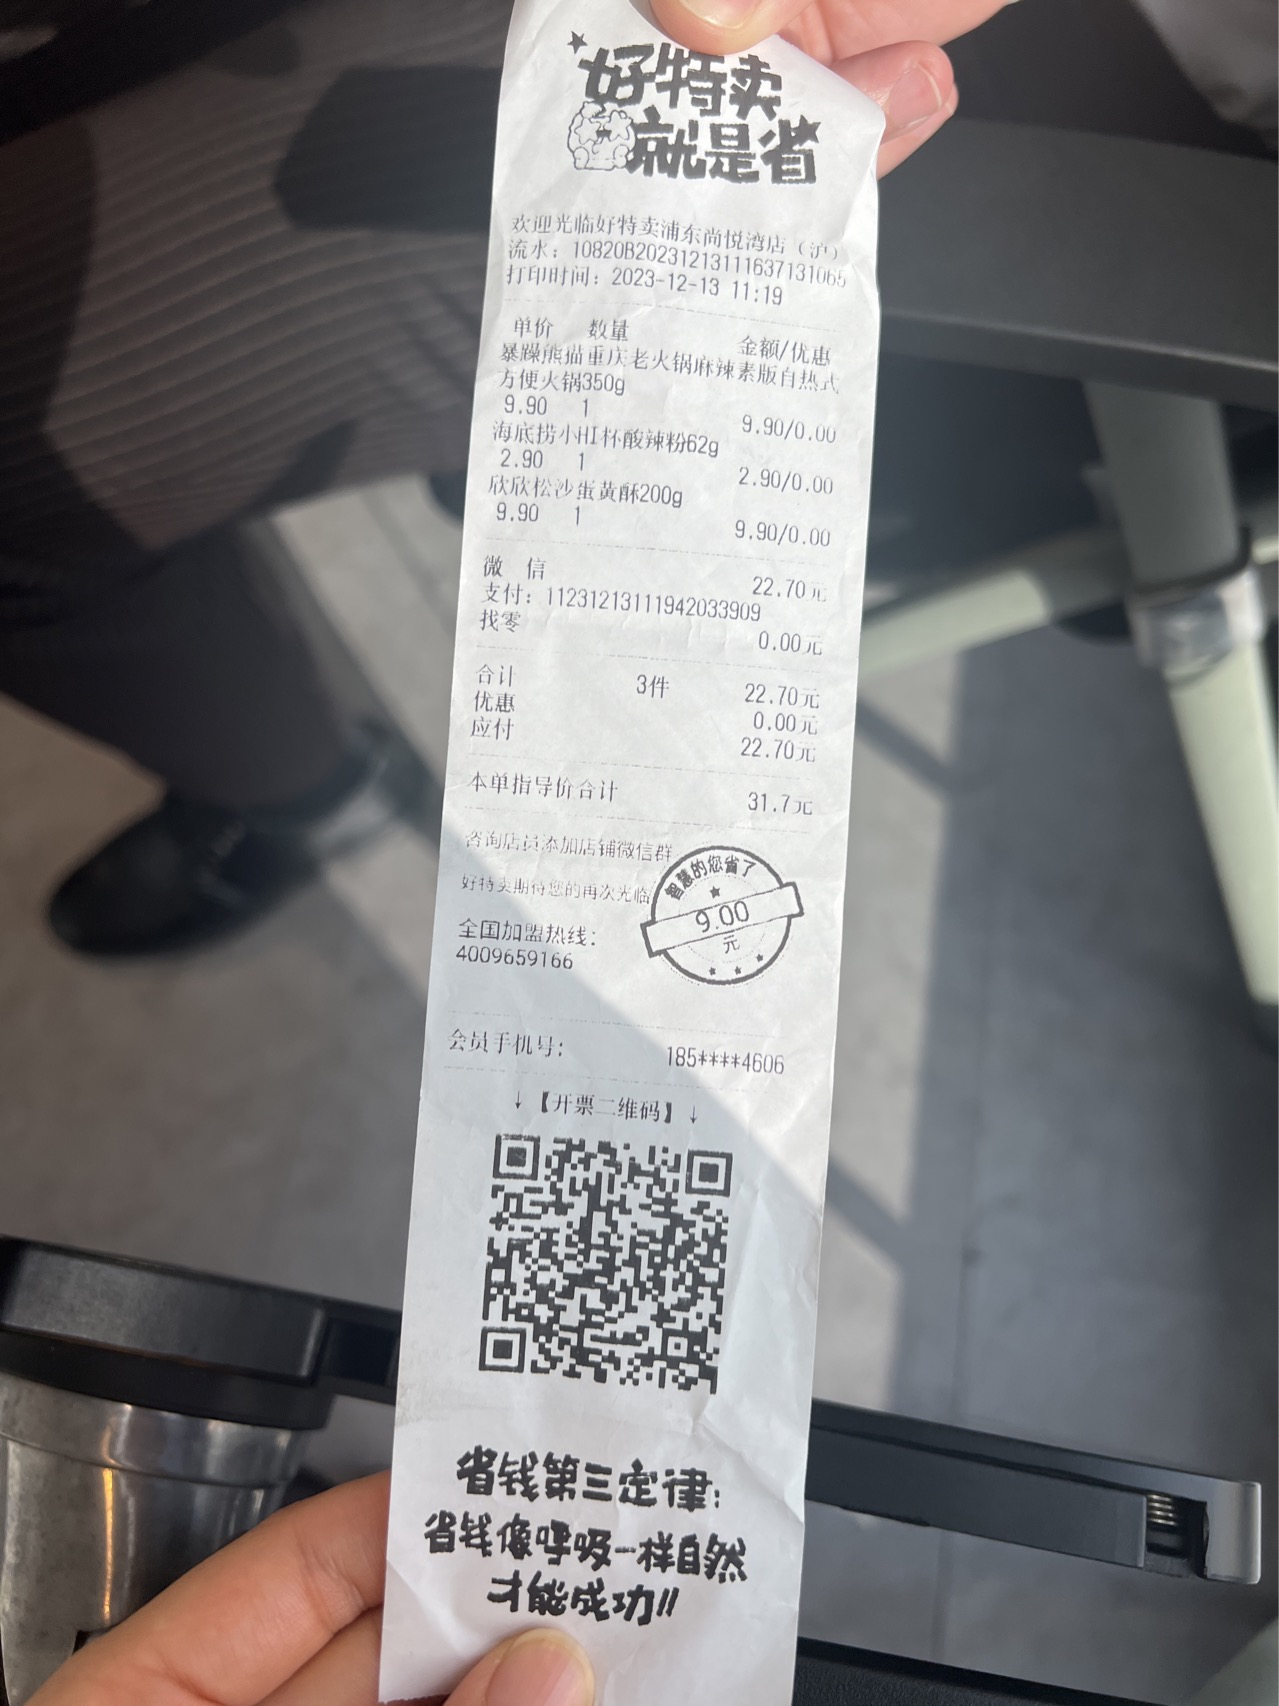 好特卖
就是省
欢迎光临好特卖浦东尚悦湾店（沪）
流水：10820B2023121311163713​1065
打印时间：2023-12-13 11:19
单价 数量 金额/优惠
暴躁熊猫重庆老火锅麻辣素版自热式
方便火锅350g
9.90 1 9.90/0.00
海底捞小HI杯酸辣粉62g
2.90 1 2.90/0.00
欣欣松沙蛋黄酥200g
9.90 1 9.90/0.00
微 信 22.70元
支付：11231213111942033909
找零 0.00元
合计 3件 22.70元
优惠 0.00元
应付 22.70元
本单指导价合计 31.7元
咨询店员添加店铺微信群
好特卖期待您的再次光临
智慧的您省了
9.00
元
全国加盟热线：
4009659166
会员手机号： 185****4606
↓【开票二维码】↓
省钱第三定律：
省钱像呼吸一样自然
才能成功!!